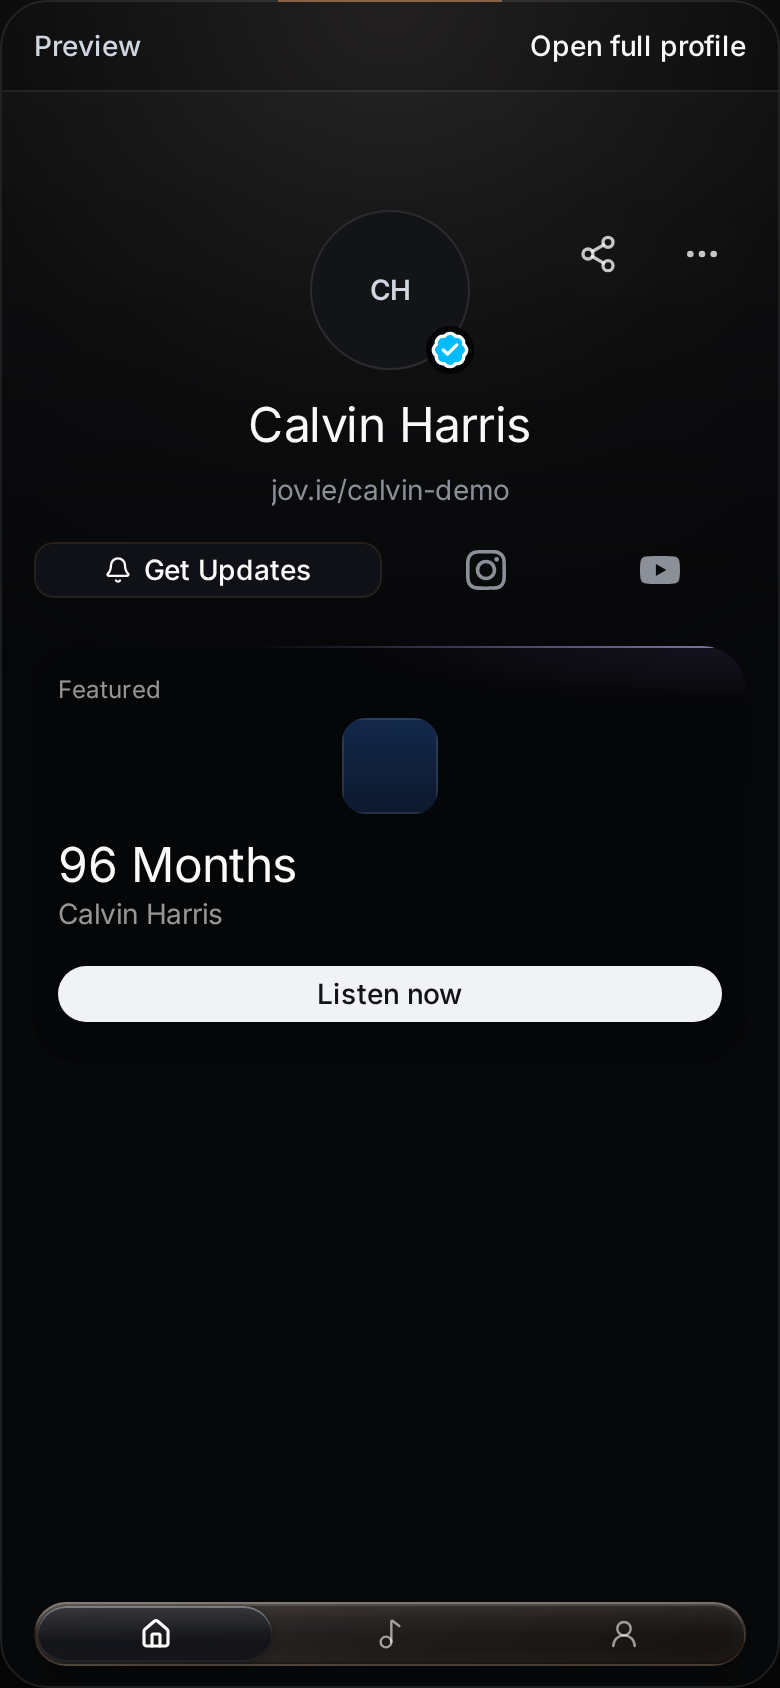 Preview
Open full profile
CH
Calvin Harris
jov.ie/calvin-demo
Get Updates
Featured
96 Months
Calvin Harris
Listen now